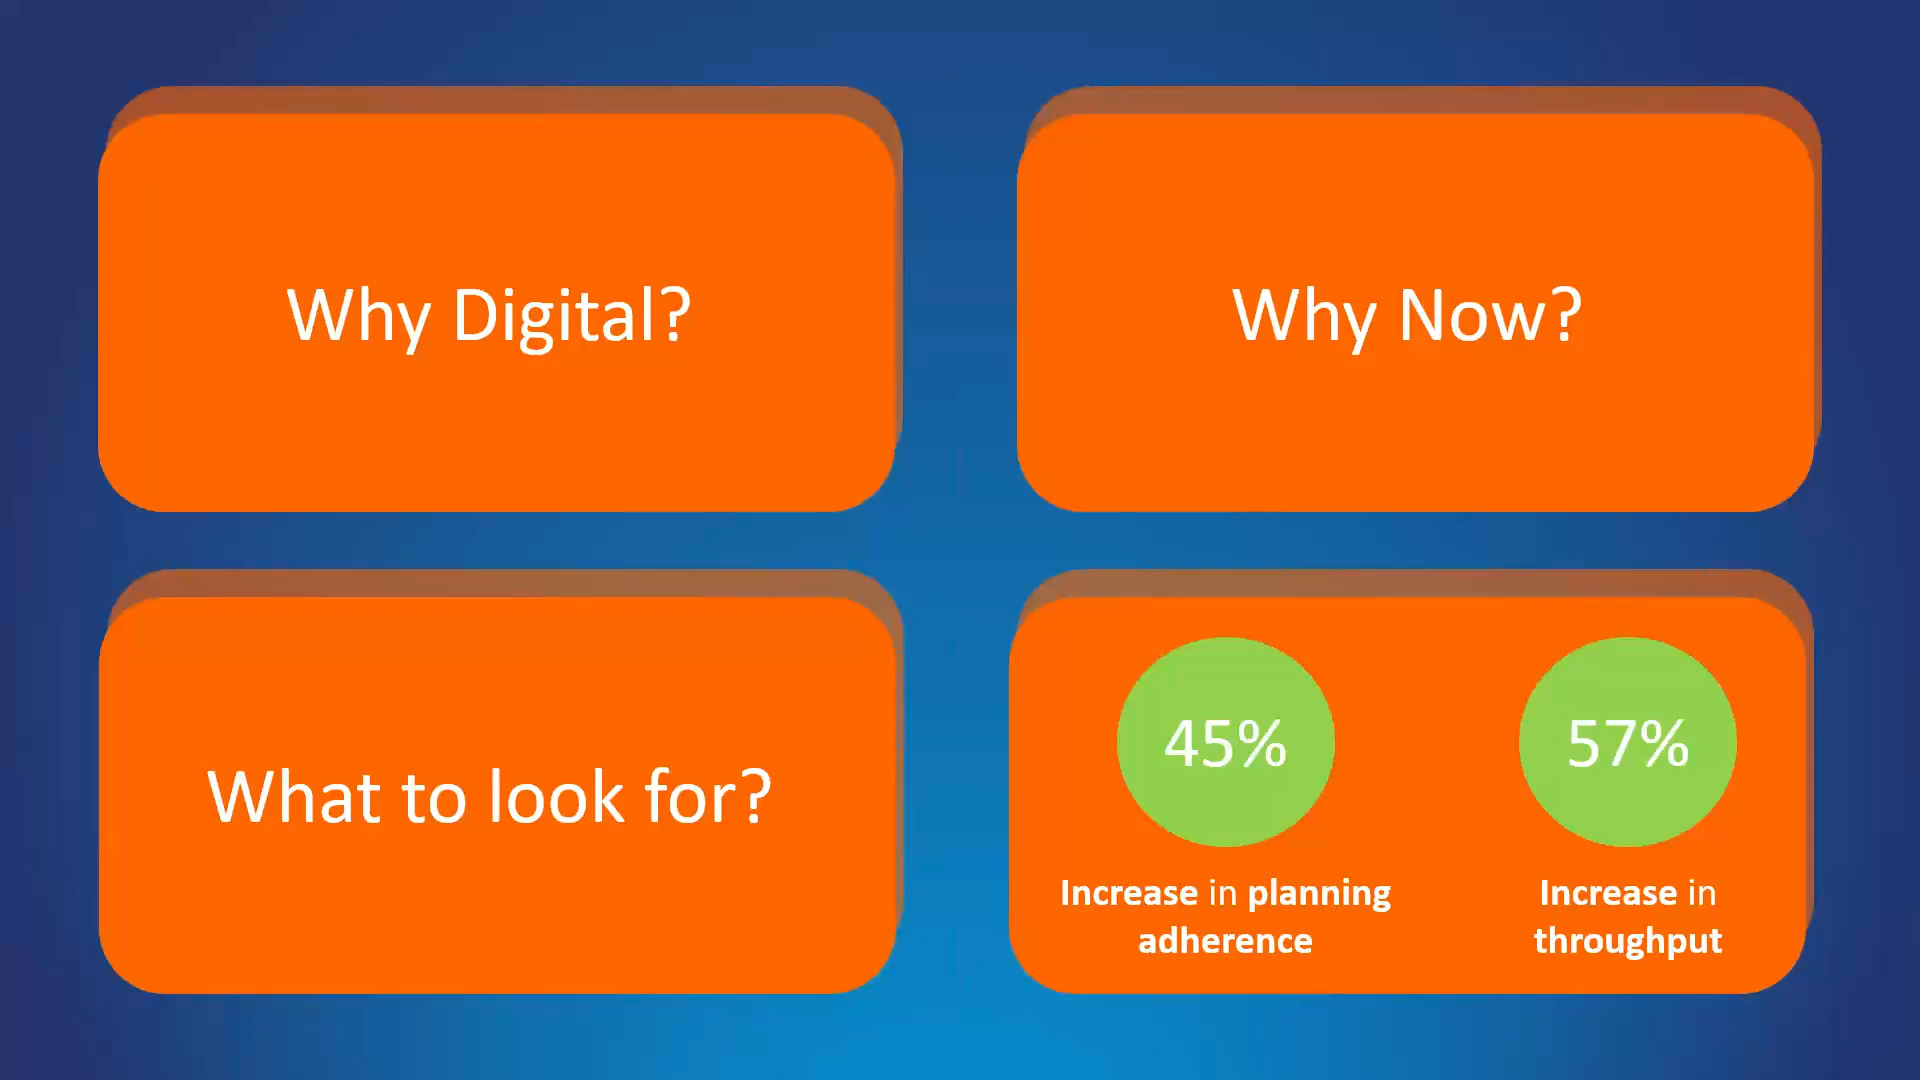 Why Digital?
Why Now?
What to look for?
45%
57%
Increase in planning
adherence
Increase in
throughput